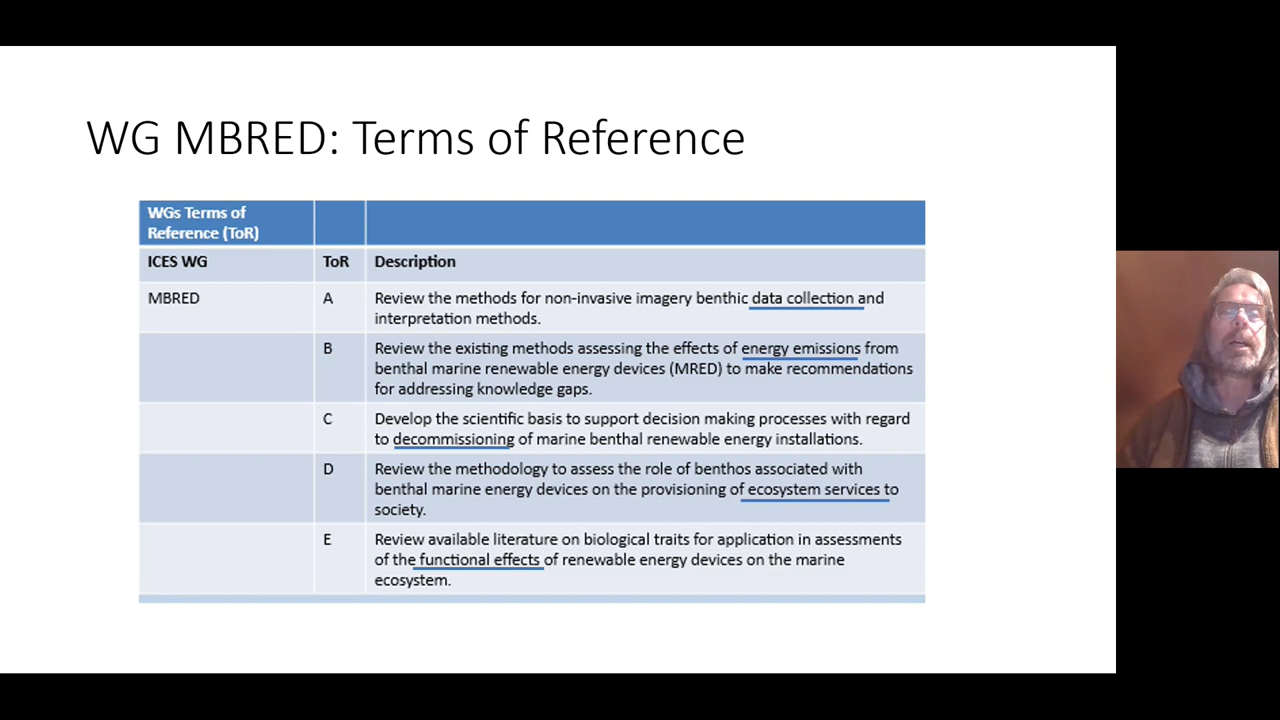 WG MBRED: Terms of Reference
WGs Terms of
Reference (ToR)
ICES WG ToR Description
MBRED A Review the methods for non-invasive imagery benthic data collection and
interpretation methods.
B Review the existing methods assessing the effects of energy emissions from
benthal marine renewable energy devices (MRED) to make recommendations
for addressing knowledge gaps.
C Develop the scientific basis to support decision making processes with regard
to decommissioning of marine benthal renewable energy installations.
D Review the methodology to assess the role of benthos associated with
benthal marine energy devices on the provisioning of ecosystem services to
society.
E Review available literature on biological traits for application in assessments
of the functional effects of renewable energy devices on the marine
ecosystem.